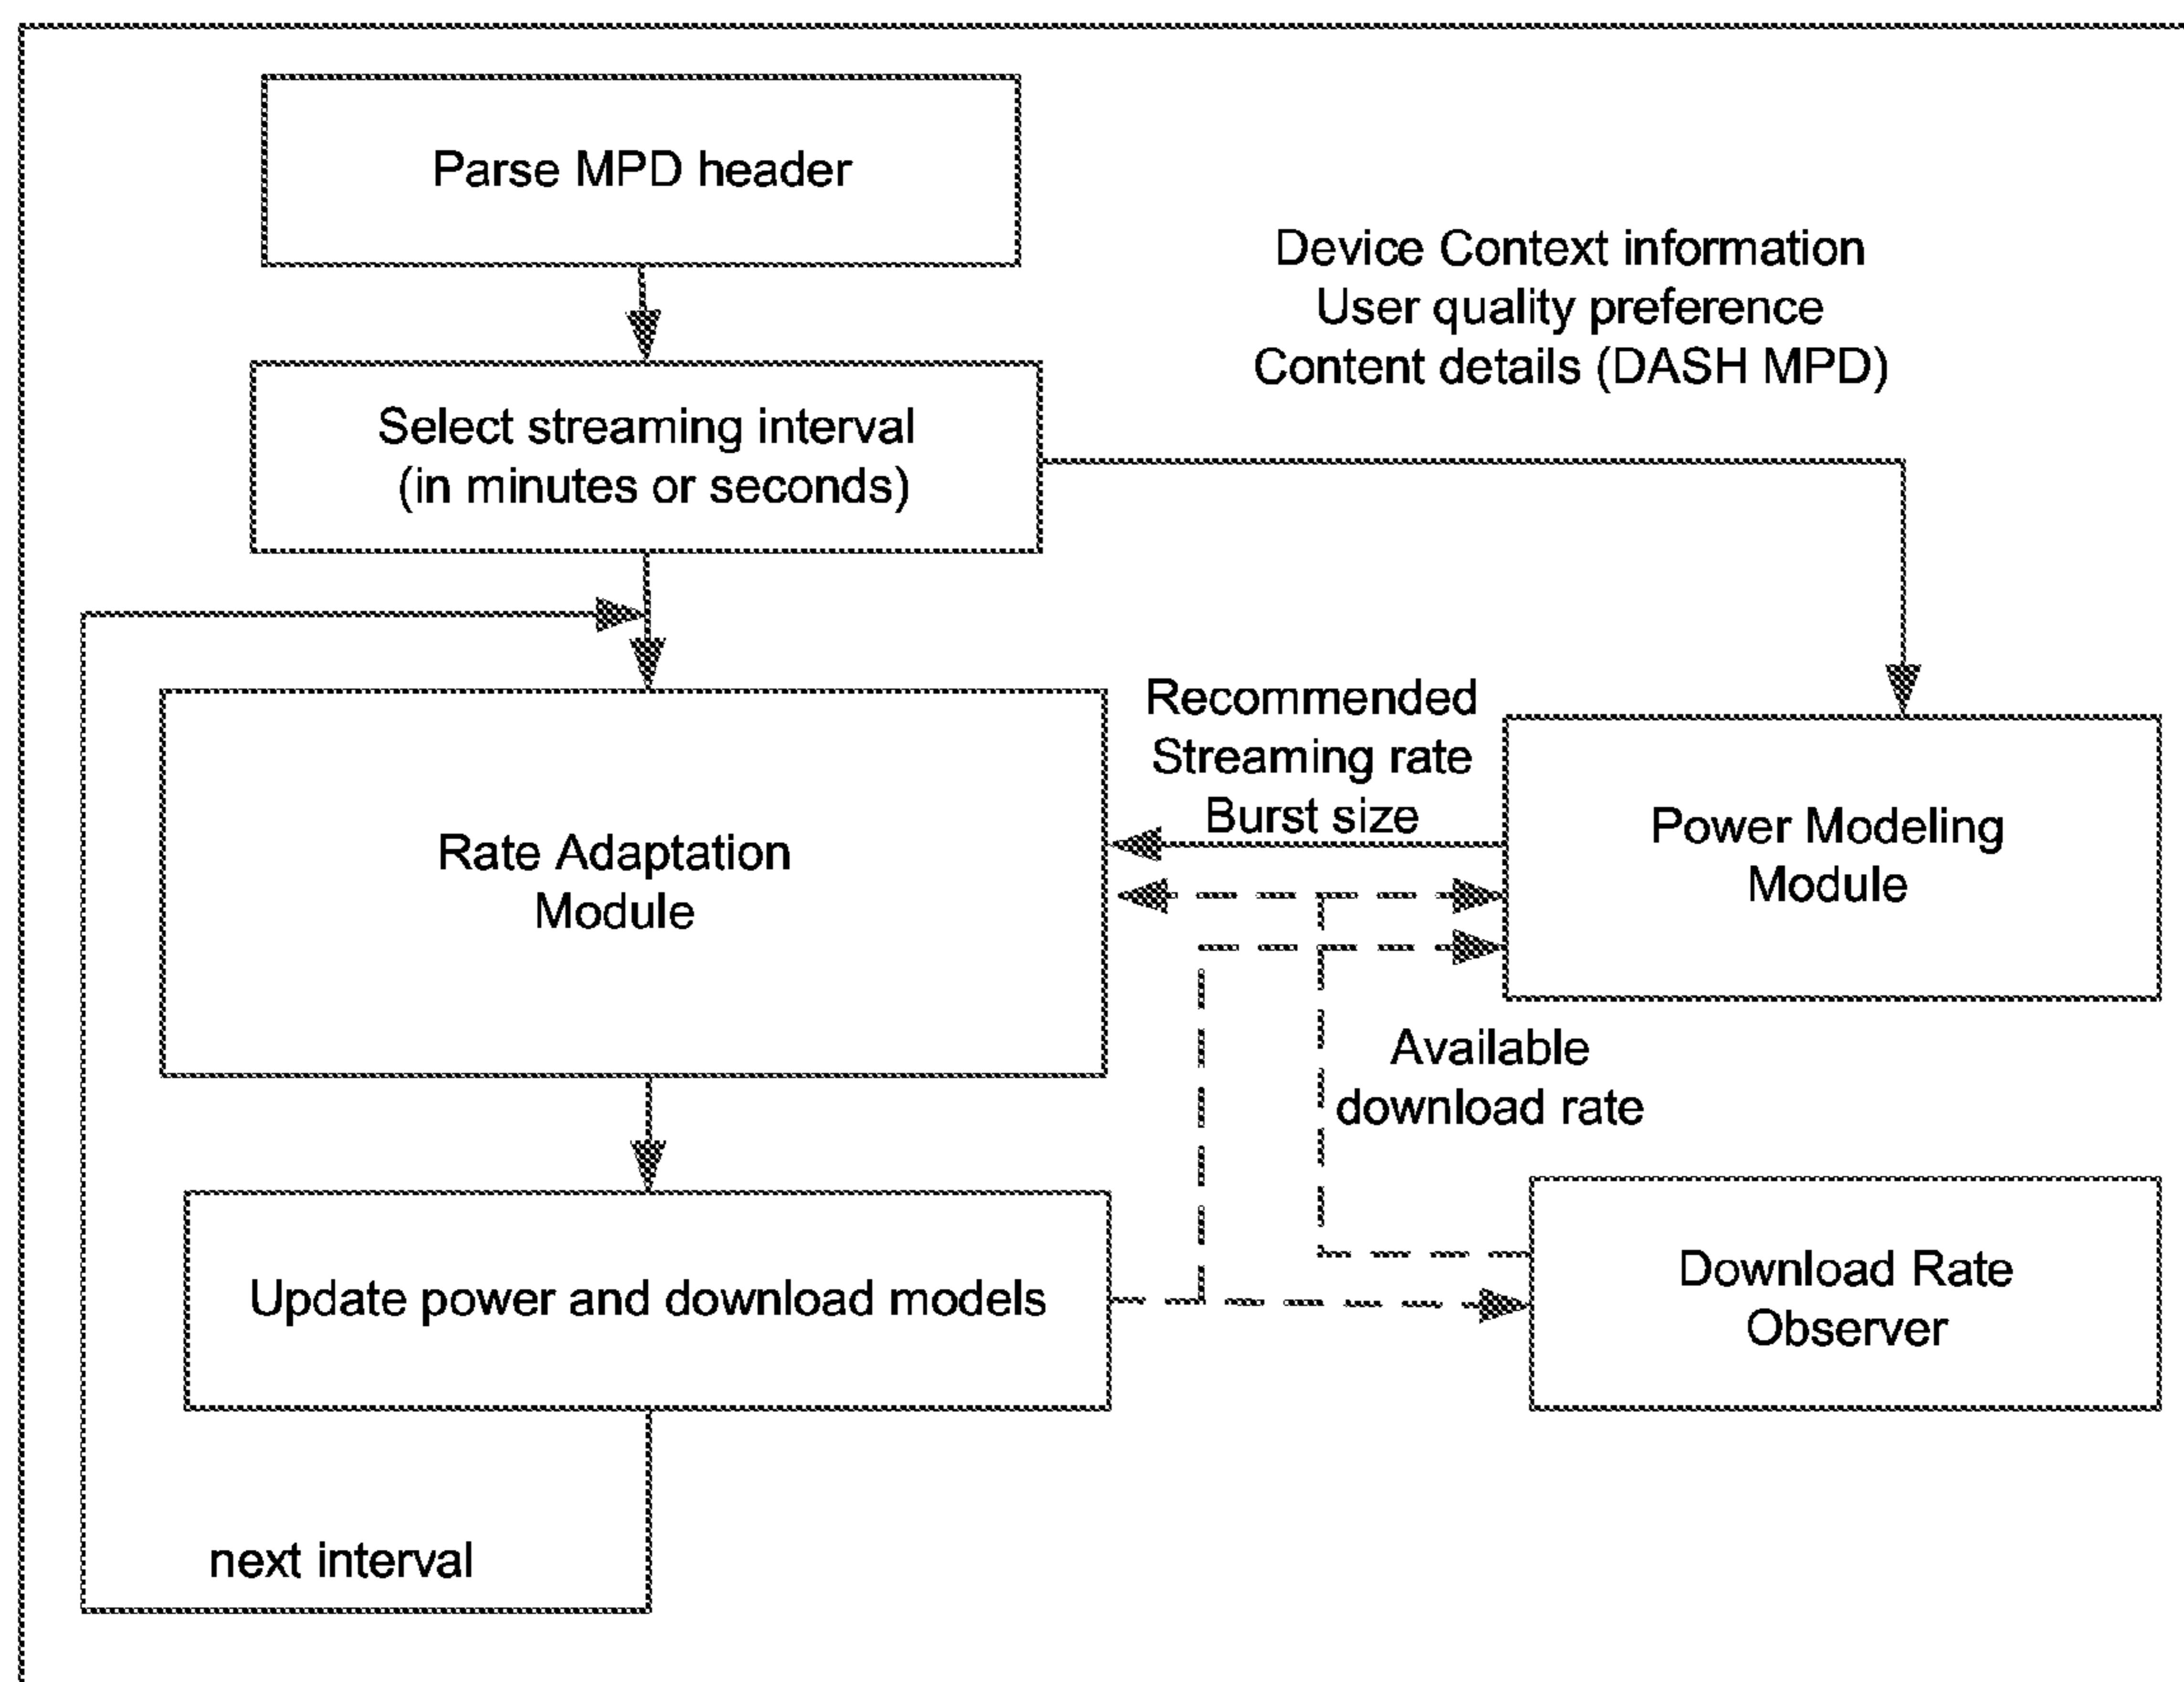 Parse MPD header
Device Context information
User quality preference
Content details (DASH MPD)
Select streaming interval
(in minutes or seconds)
Recommended
Streaming rate
Burst size
Rate Adaptation
Module
Power Modeling
Module
Available
download rate
Update power and download models
Download Rate
Observer
next interval